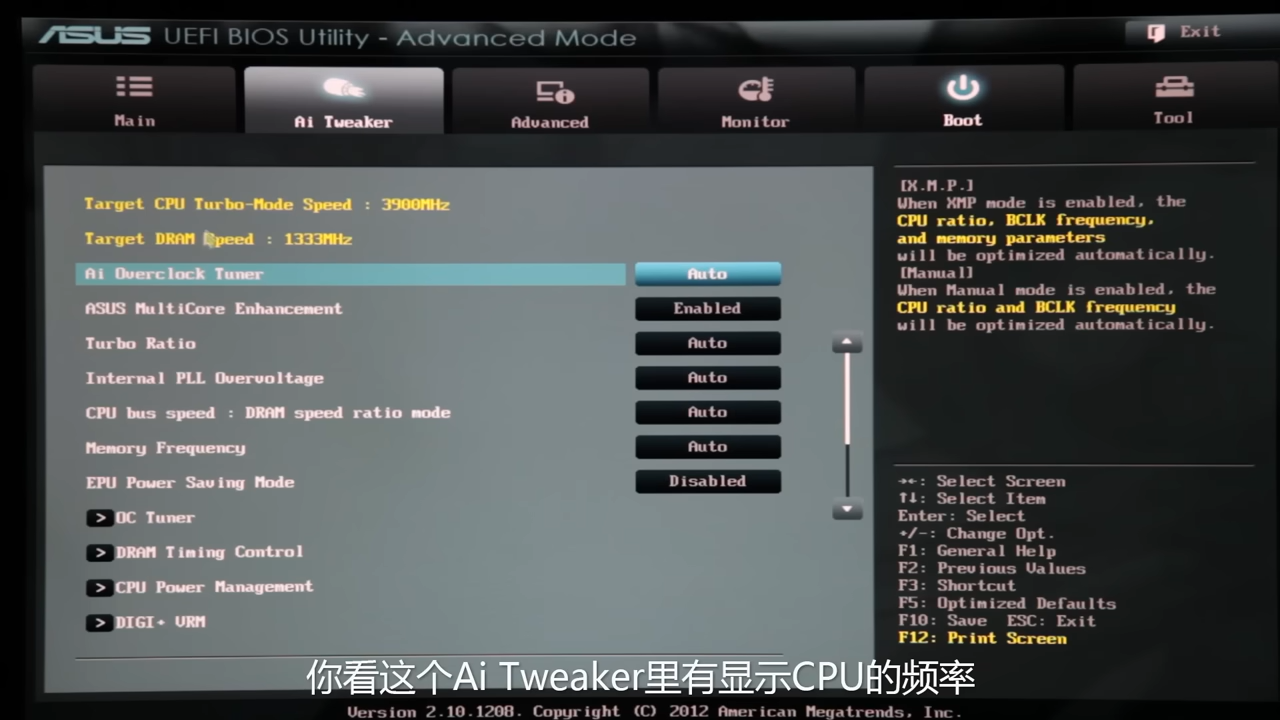 ASUS UEFI BIOS Utility - Advanced Mode
Exit
Main
Ai Tweaker
Advanced
Monitor
Boot
Tool
Target CPU Turbo-Mode Speed : 3900MHz
Target DRAM Speed : 1333MHz
Ai Overclock Tuner Auto
ASUS MultiCore Enhancement Enabled
Turbo Ratio Auto
Internal PLL Overvoltage Auto
CPU bus speed : DRAM speed ratio mode Auto
Memory Frequency Auto
EPU Power Saving Mode Disabled
> OC Tuner
> DRAM Timing Control
> CPU Power Management
> DIGI+ VRM
[X.M.P.]
When XMP mode is enabled, the
CPU ratio, BCLK frequency,
and memory parameters
will be optimized automatically.
[Manual]
When Manual mode is enabled, the
CPU ratio and BCLK frequency
will be optimized automatically.
→←: Select Screen
↑↓: Select Item
Enter: Select
+/-: Change Opt.
F1: General Help
F2: Previous Values
F3: Shortcut
F5: Optimized Defaults
F10: Save ESC: Exit
F12: Print Screen
你看这个Ai Tweaker里有显示CPU的频率
Version 2.10.1208. Copyright (C) 2012 American Megatrends, Inc.